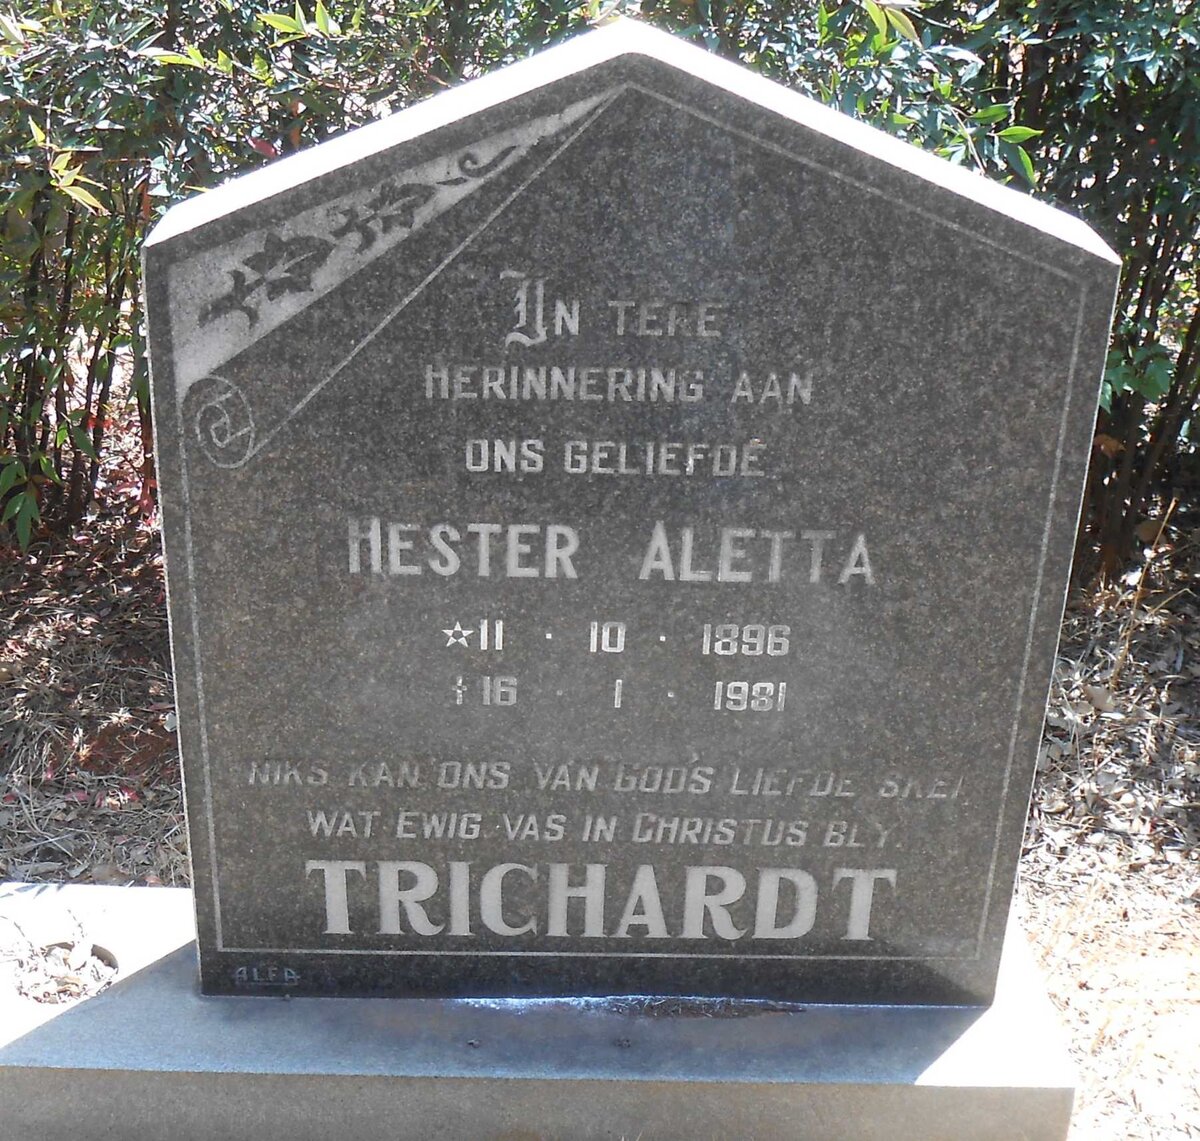 IN TERE
HERINNERING AAN
ONS GELIEFDE
HESTER ALETTA
☆11 · 10 · 1896
†16 · 1 · 1981
NIKS KAN ONS VAN GOD'S LIEFDE SKEI,
WAT EWIG VAS IN CHRISTUS BLY.
TRICHARDT
ALFA